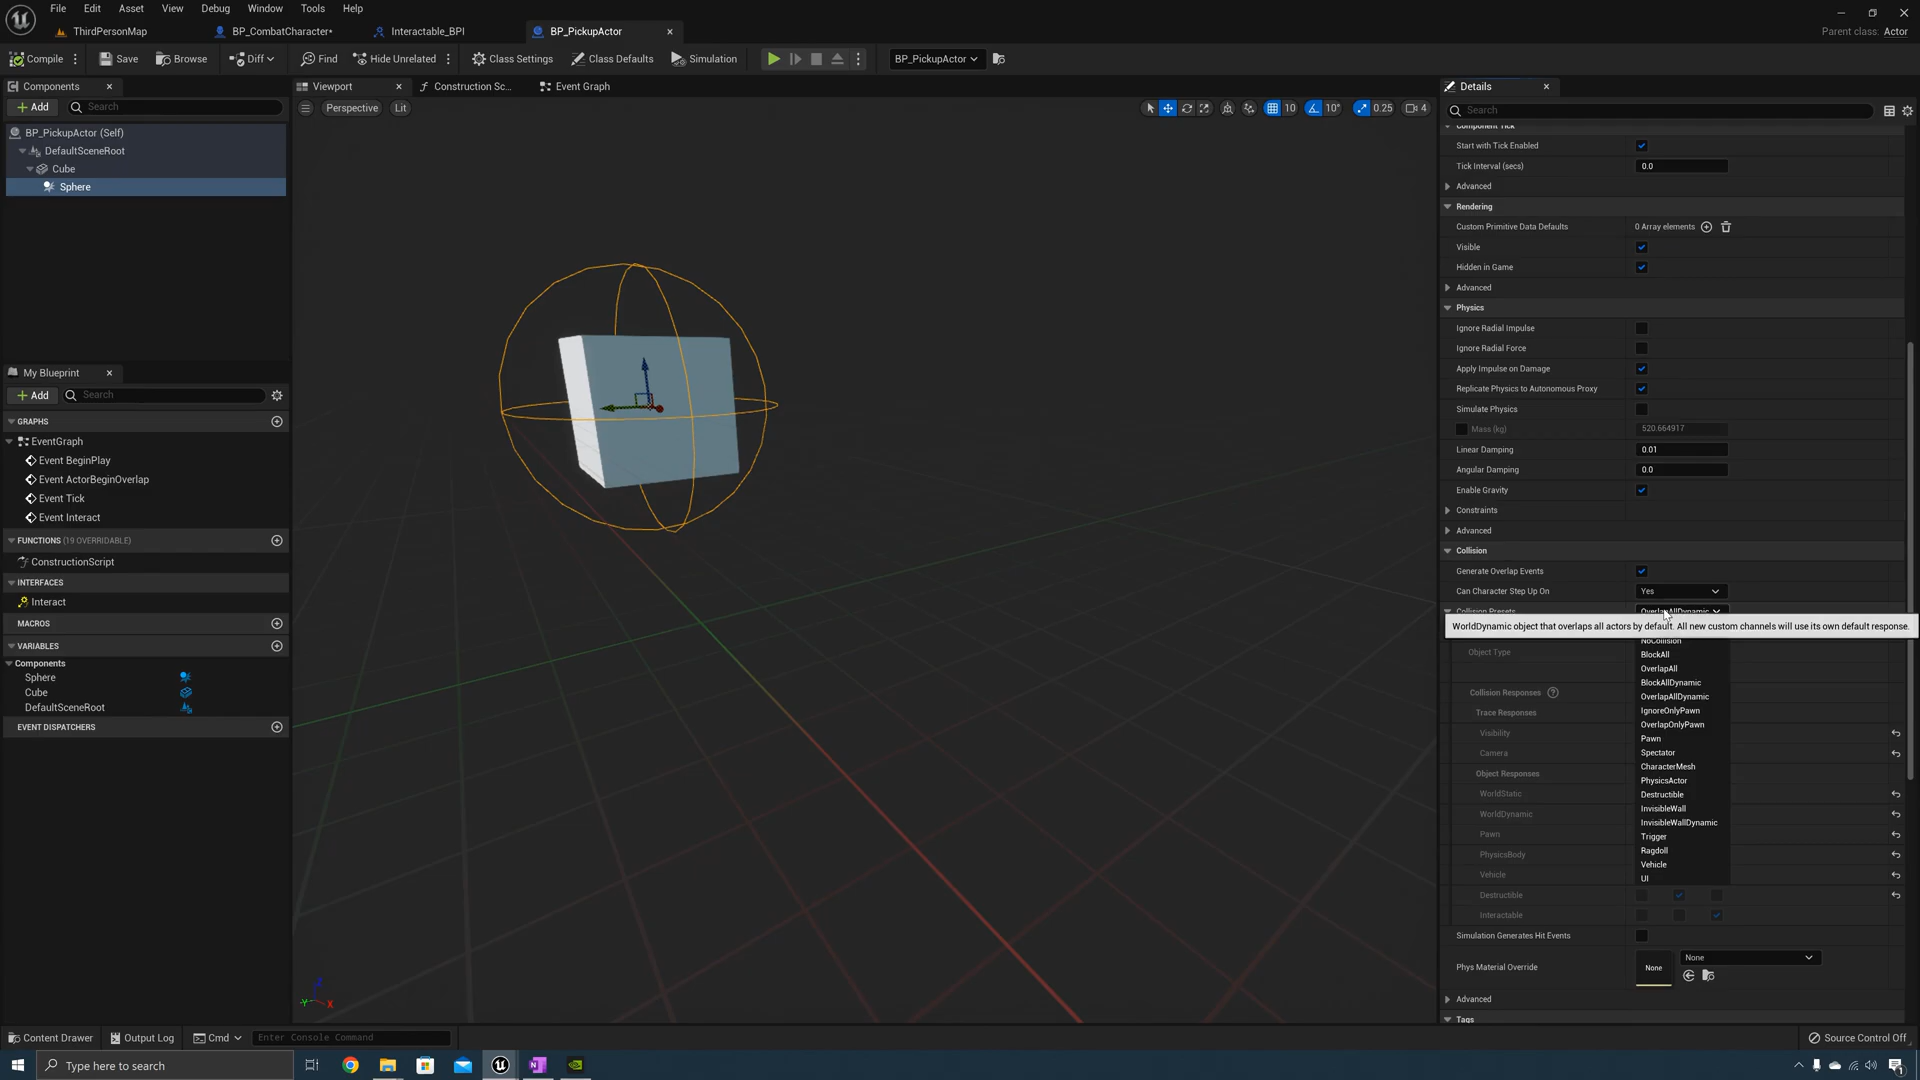 File Edit Asset View Debug Window Tools Help
ThirdPersonMap BP_CombatCharacter* Interactable_BPI BP_PickupActor
Parent class: Actor
Compile Save Browse Diff Find Hide Unrelated Class Settings Class Defaults Simulation BP_PickupActor
Components
Add Search
BP_PickupActor (Self)
DefaultSceneRoot
Cube
Sphere
Viewport Construction Sc... Event Graph
Perspective Lit
10 10° 0.25 4
My Blueprint
Add Search
GRAPHS
EventGraph
Event BeginPlay
Event ActorBeginOverlap
Event Tick
Event Interact
FUNCTIONS (19 OVERRIDABLE)
ConstructionScript
INTERFACES
Interact
MACROS
VARIABLES
Components
Sphere
Cube
DefaultSceneRoot
EVENT DISPATCHERS
Details
Search
Component Tick
Start with Tick Enabled
Tick Interval (secs) 0.0
Advanced
Rendering
Custom Primitive Data Defaults 0 Array elements
Visible
Hidden in Game
Advanced
Physics
Ignore Radial Impulse
Ignore Radial Force
Apply Impulse on Damage
Replicate Physics to Autonomous Proxy
Simulate Physics
Mass (kg) 520.664917
Linear Damping 0.01
Angular Damping 0.0
Enable Gravity
Constraints
Advanced
Collision
Generate Overlap Events
Can Character Step Up On Yes
Collision Presets OverlapAllDynamic
WorldDynamic object that overlaps all actors by default. All new custom channels will use its own default response.
NoCollision
BlockAll
OverlapAll
BlockAllDynamic
OverlapAllDynamic
IgnoreOnlyPawn
OverlapOnlyPawn
Pawn
Spectator
CharacterMesh
PhysicsActor
Destructible
InvisibleWall
InvisibleWallDynamic
Trigger
Ragdoll
Vehicle
UI
Object Type
Collision Responses
Trace Responses
Visibility
Camera
Object Responses
WorldStatic
WorldDynamic
Pawn
PhysicsBody
Vehicle
Destructible
Interactable
Simulation Generates Hit Events
Phys Material Override None None
Advanced
Tags
Content Drawer Output Log Cmd Enter Console Command
Source Control Off
Type here to search